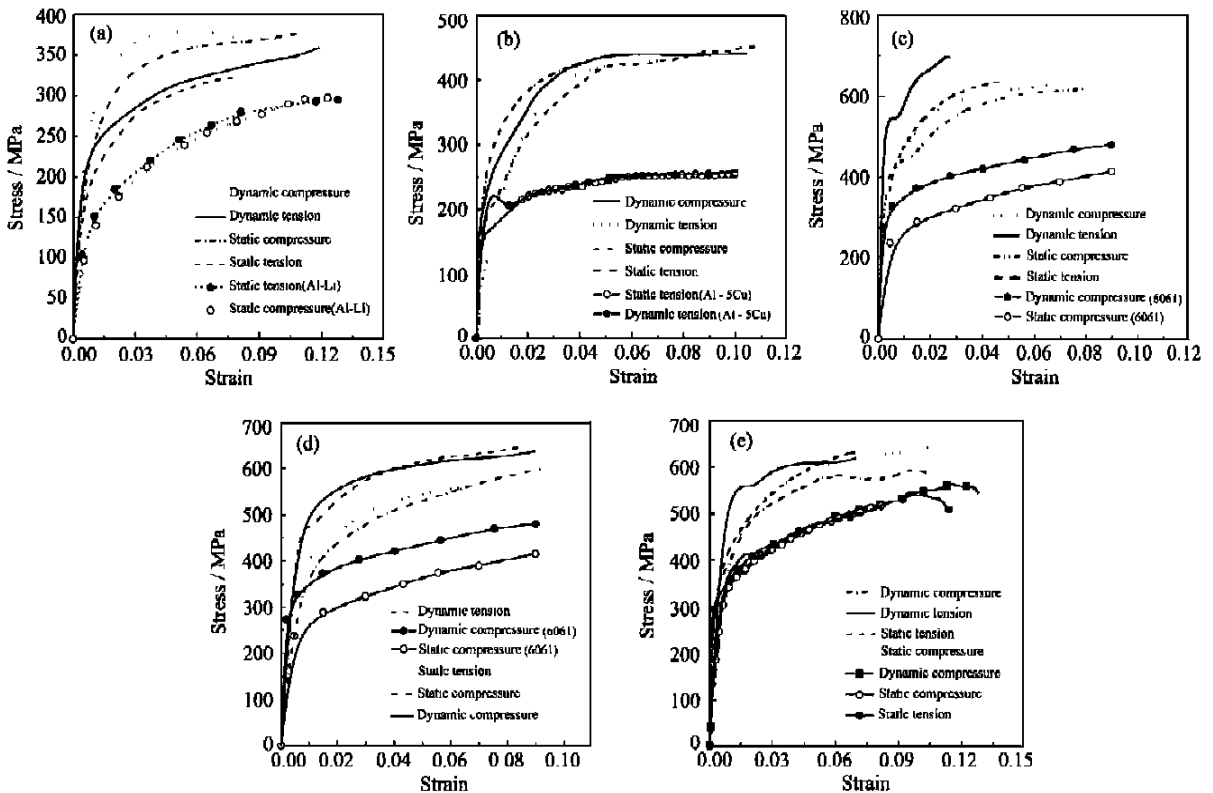 (a)
400
350
300
250
200
150
100
50
0
Stress / MPa
Dynamic compressure
Dynamic tension
Static compressure
Static tension
Static tension(Al-Li)
Static compressure(Al-Li)
0.00 0.03 0.06 0.09 0.12 0.15
Strain
(b)
500
450
400
300
200
100
0
Stress / MPa
Dynamic compressure
Dynamic tension
Static compressure
Static tension
Static tension(Al - 5Cu)
Dynamic tension(Al - 5Cu)
0.00 0.02 0.04 0.06 0.08 0.10 0.12
Strain
(c)
800
600
400
200
0
Stress / MPa
Dynamic compressure
Dynamic tension
Static compressure
Static tension
Dynamic compressure (6061)
Static compressure (6061)
0.00 0.02 0.04 0.06 0.08 0.10 0.12
Strain
(d)
700
600
500
400
300
200
100
0
Stress / MPa
Dynamic tension
Dynamic compressure (6061)
Static compressure (6061)
Static tension
Static compressure
Dynamic compressure
0.00 0.02 0.04 0.06 0 08 0.10
Strain
(e)
700
600
500
400
300
200
100
0
Stress / MPa
Dynamic compressure
Dynamic tension
Static tension
Static compressure
Dynamic compressure
Static compressure
Static tension
0.00 0.03 0.06 0.09 0.12 0.15
Strain